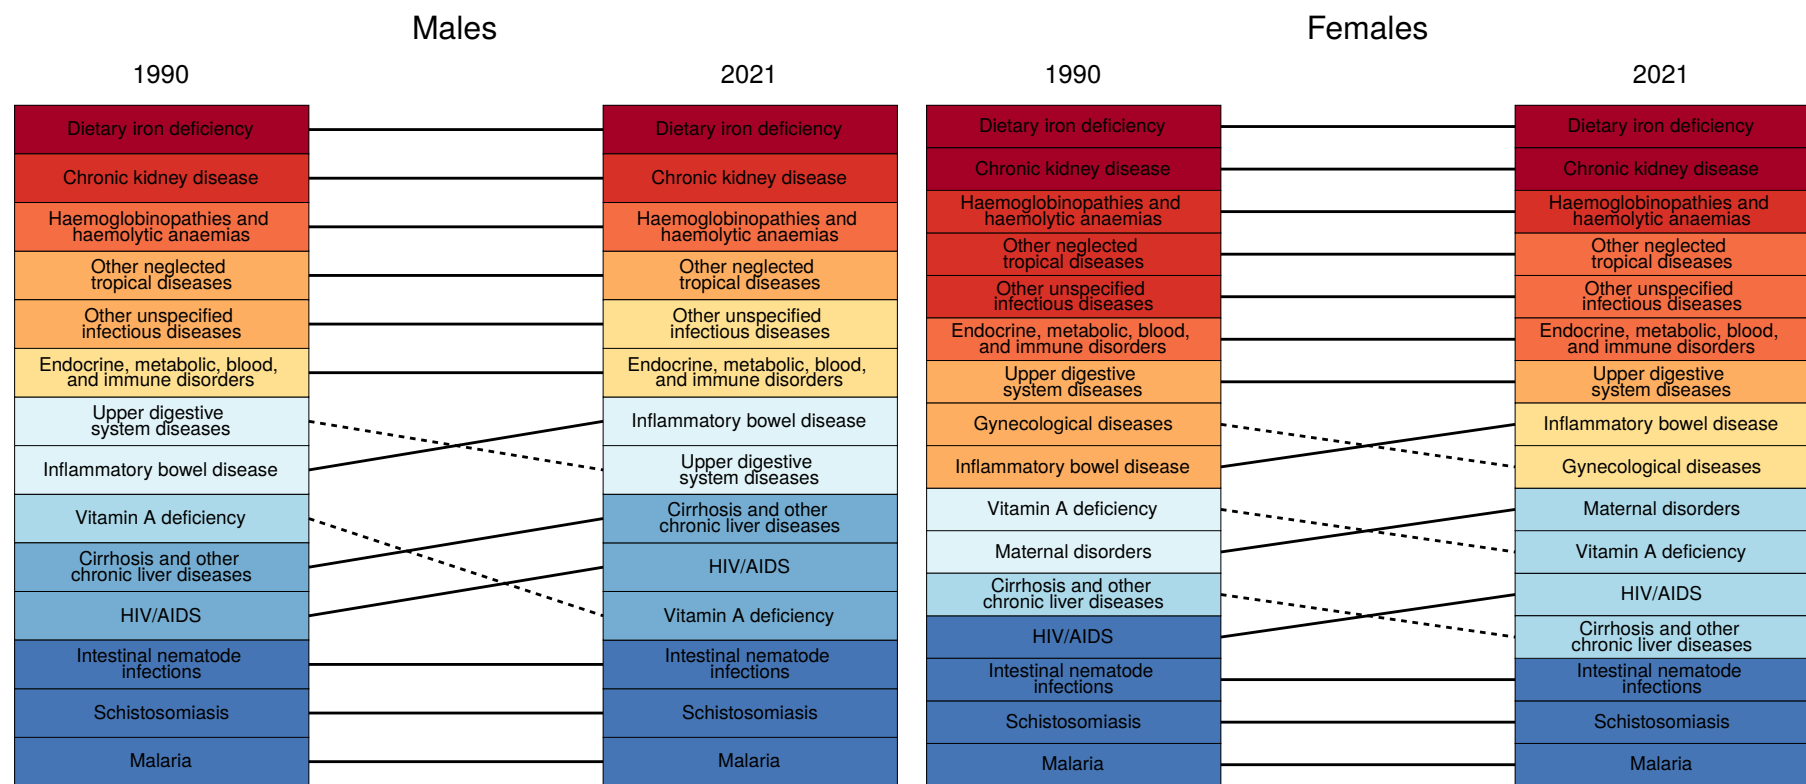 Males
1990
2021
Dietary iron deficiency
Chronic kidney disease
Haemoglobinopathies and
haemolytic anaemias
Other neglected
tropical diseases
Other unspecified
infectious diseases
Endocrine, metabolic, blood,
and immune disorders
Upper digestive
system diseases
Inflammatory bowel disease
Vitamin A deficiency
Cirrhosis and other
chronic liver diseases
HIV/AIDS
Intestinal nematode
infections
Schistosomiasis
Malaria
Dietary iron deficiency
Chronic kidney disease
Haemoglobinopathies and
haemolytic anaemias
Other neglected
tropical diseases
Other unspecified
infectious diseases
Endocrine, metabolic, blood,
and immune disorders
Inflammatory bowel disease
Upper digestive
system diseases
Cirrhosis and other
chronic liver diseases
HIV/AIDS
Vitamin A deficiency
Intestinal nematode
infections
Schistosomiasis
Malaria
Females
1990
2021
Dietary iron deficiency
Chronic kidney disease
Haemoglobinopathies and
haemolytic anaemias
Other neglected
tropical diseases
Other unspecified
infectious diseases
Endocrine, metabolic, blood,
and immune disorders
Upper digestive
system diseases
Gynecological diseases
Inflammatory bowel disease
Vitamin A deficiency
Maternal disorders
Cirrhosis and other
chronic liver diseases
HIV/AIDS
Intestinal nematode
infections
Schistosomiasis
Malaria
Dietary iron deficiency
Chronic kidney disease
Haemoglobinopathies and
haemolytic anaemias
Other neglected
tropical diseases
Other unspecified
infectious diseases
Endocrine, metabolic, blood,
and immune disorders
Upper digestive
system diseases
Inflammatory bowel disease
Gynecological diseases
Maternal disorders
Vitamin A deficiency
HIV/AIDS
Cirrhosis and other
chronic liver diseases
Intestinal nematode
infections
Schistosomiasis
Malaria